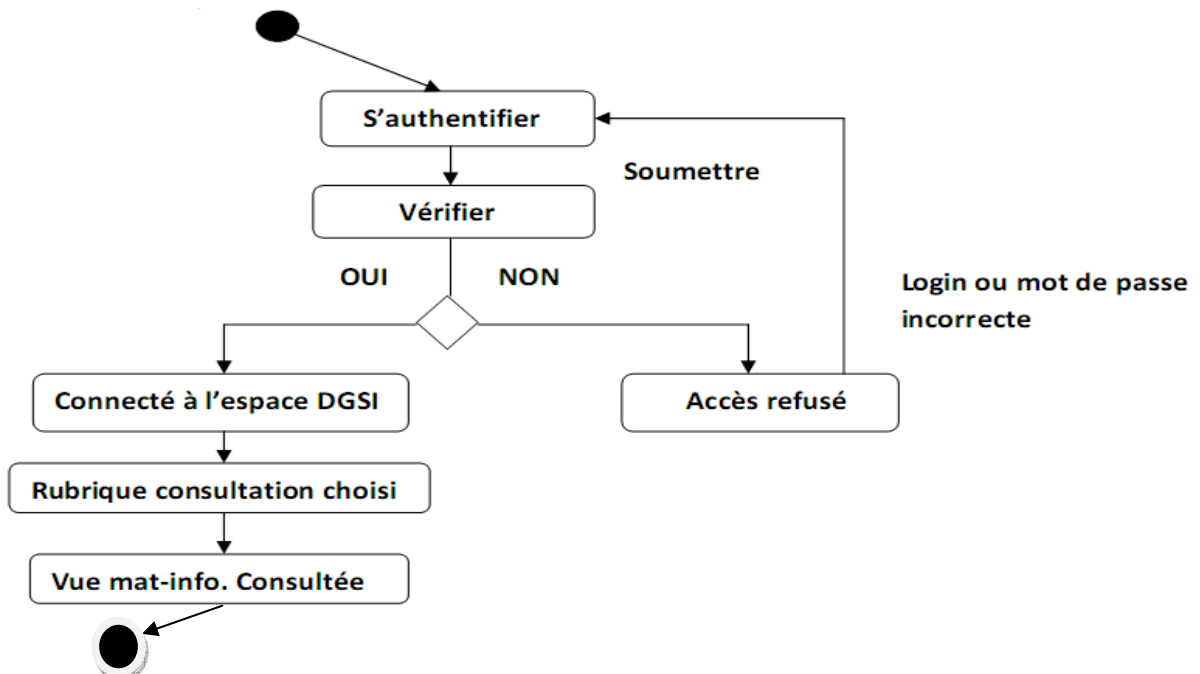 S’authentifier
Soumettre
Vérifier
OUI
NON
Login ou mot de passe
incorrecte
Connecté à l’espace DGSI
Accès refusé
Rubrique consultation choisi
Vue mat-info. Consultée